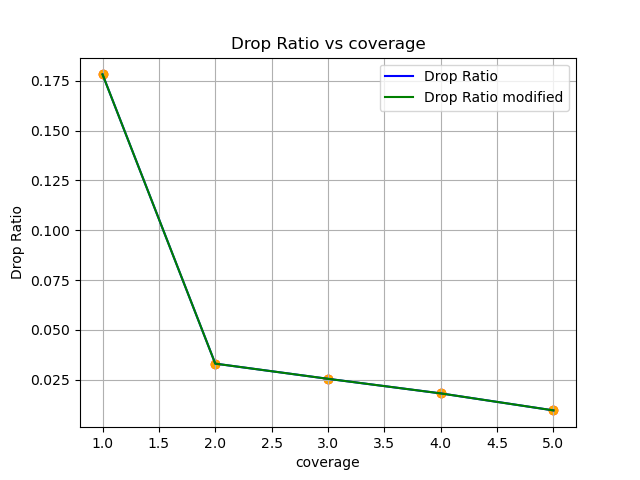 Drop Ratio vs coverage
Drop Ratio
Drop Ratio modified
Drop Ratio
0.175
0.150
0.125
0.100
0.075
0.050
0.025
1.0 1.5 2.0 2.5 3.0 3.5 4.0 4.5 5.0
coverage